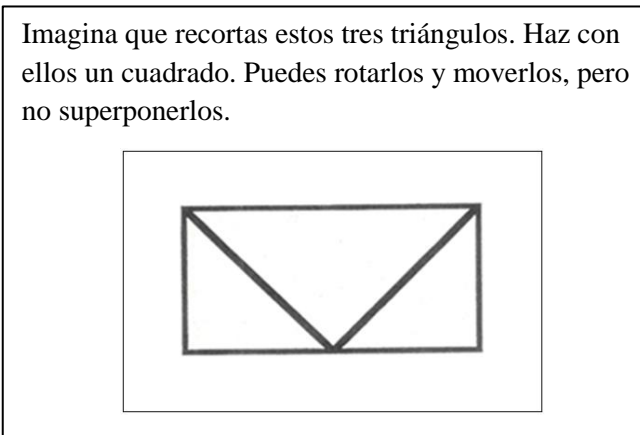 Imagina que recortas estos tres triángulos. Haz con
ellos un cuadrado. Puedes rotarlos y moverlos, pero
no superponerlos.